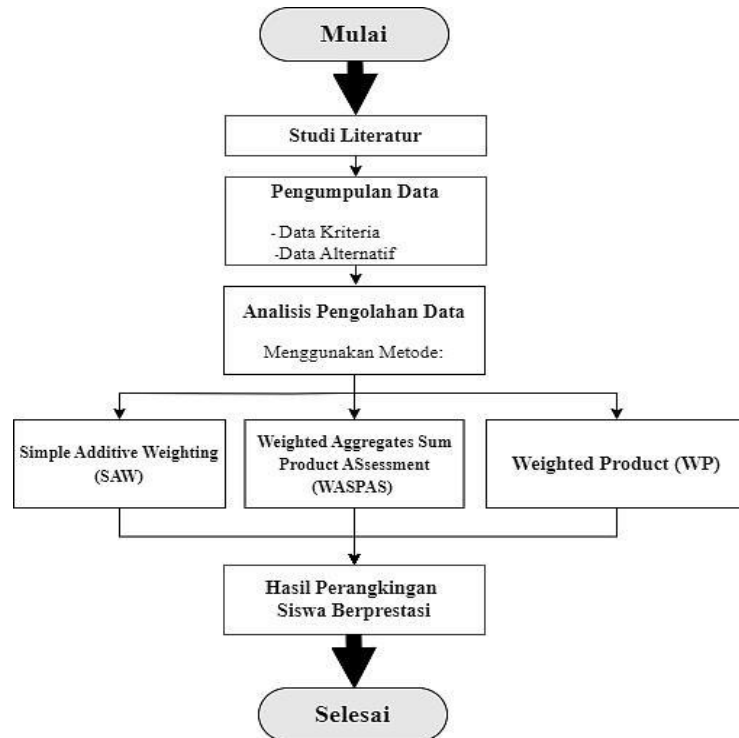 Mulai
Studi Literatur
Pengumpulan Data
- Data Kriteria
-Data Alternatif
Analisis Pengolahan Data
Menggunakan Metode:
Simple Additive Weighting
(SAW)
Weighted Aggregates Sum
Product ASsessment
(WASPAS)
Weighted Product (WP)
Hasil Perangkingan
Siswa Berprestasi
Selesai